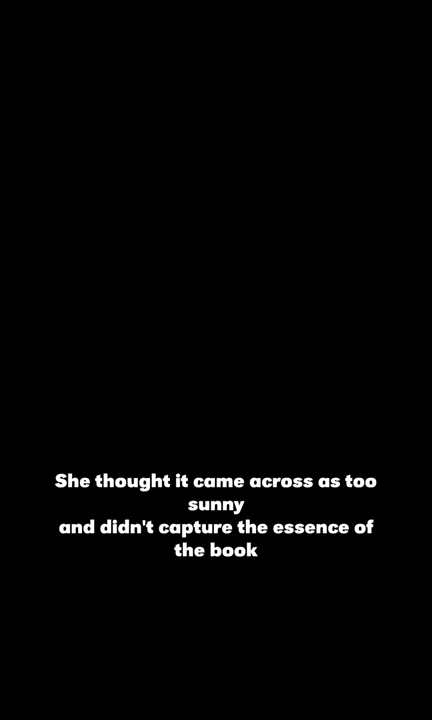 She thought it came across as too
sunny
and didn't capture the essence of
the book